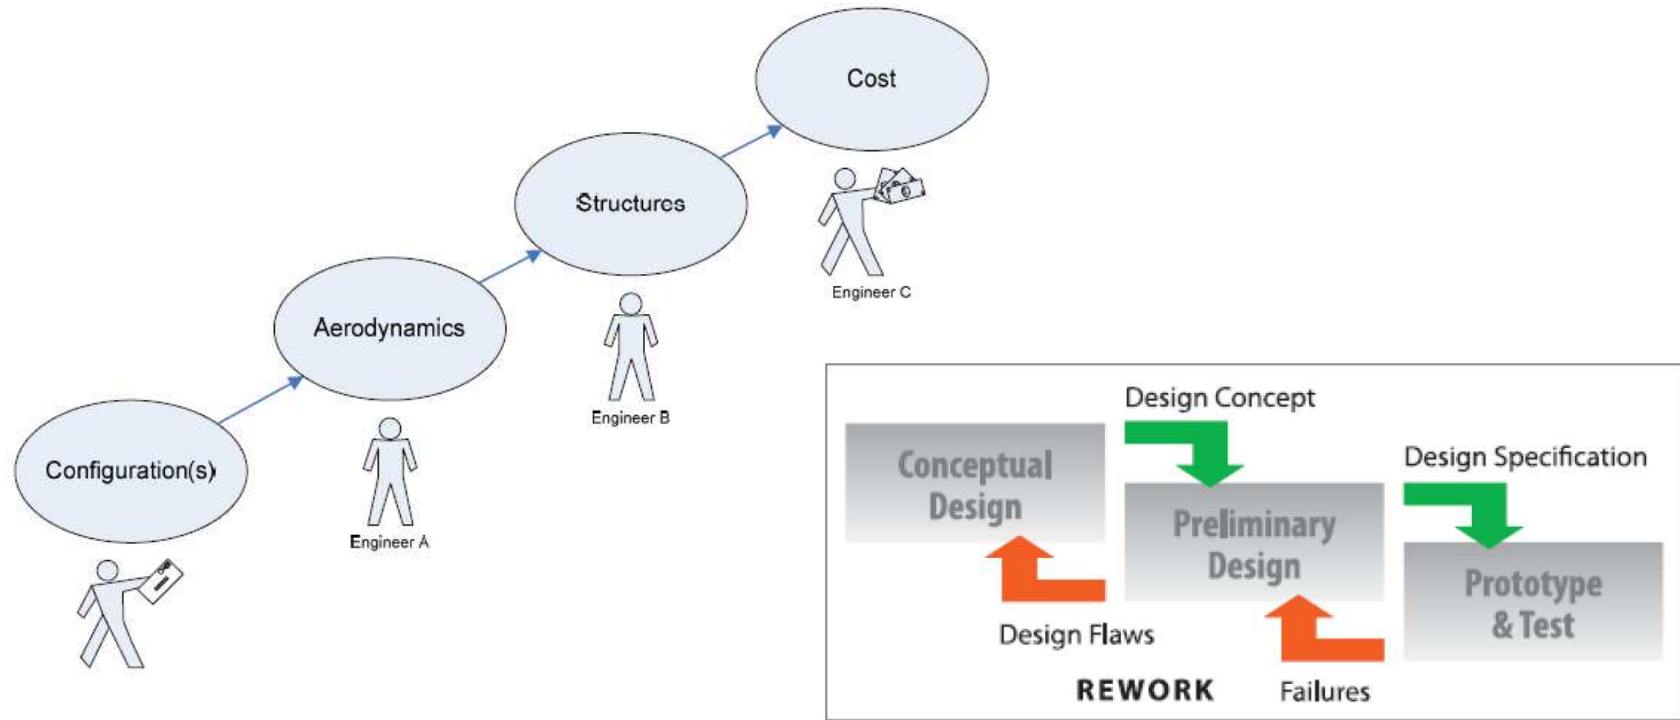 Cost
Engineer C
Structures
Engineer B
Aerodynamics
Engineer A
Configuration(s)
Design Concept
Conceptual
Design
Design Specification
Preliminary
Design
Prototype
& Test
Design Flaws
REWORK
Failures